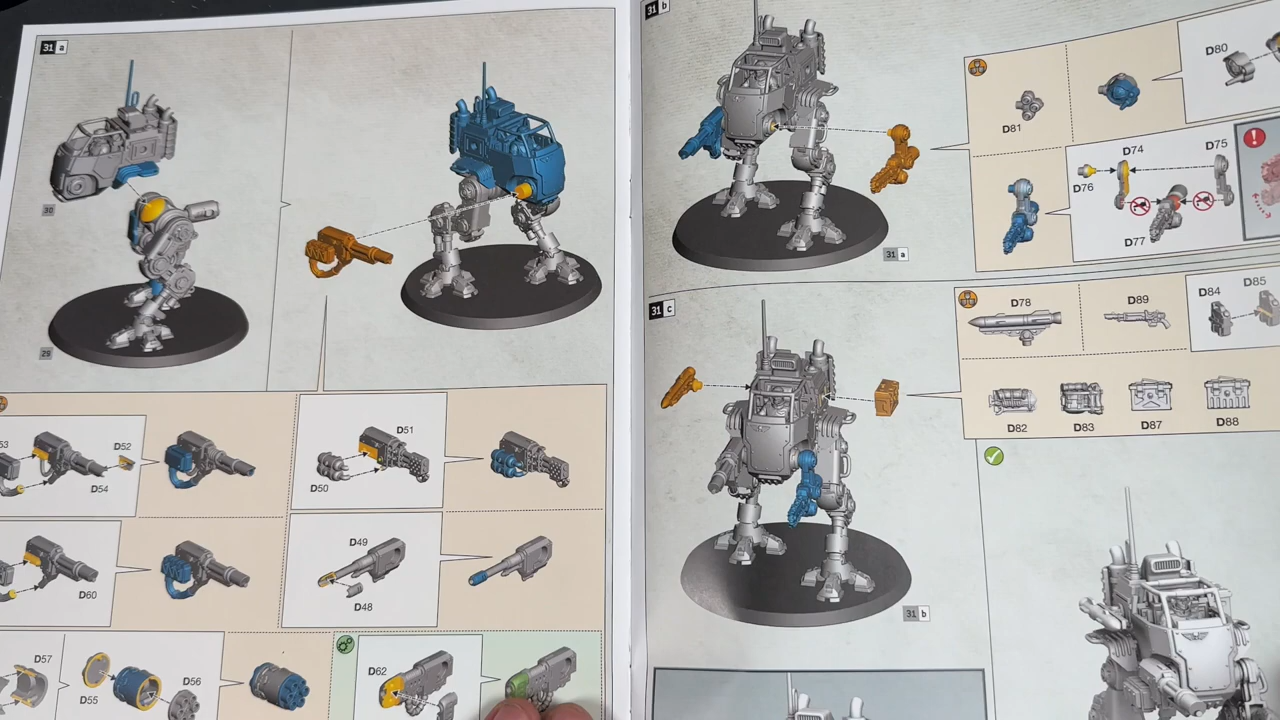 31 a
30
29
53
D52
D54
D51
D50
D60
D49
D48
D57
D55
D56
D62
31 b
D80
D81
D74
D75
D76
D77
!
31 a
31 c
D78
D89
D84
D85
D82
D83
D87
D88
31 b